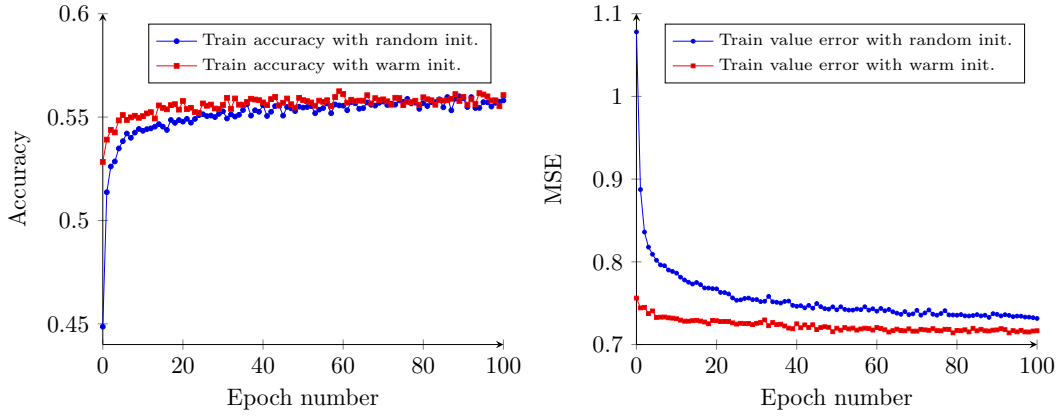 0.6
0.55
0.5
0.45
0 20 40 60 80 100
Epoch number
Accuracy
Train accuracy with random init.
Train accuracy with warm init.
1.1
1
0.9
0.8
0.7
0 20 40 60 80 100
Epoch number
MSE
Train value error with random init.
Train value error with warm init.